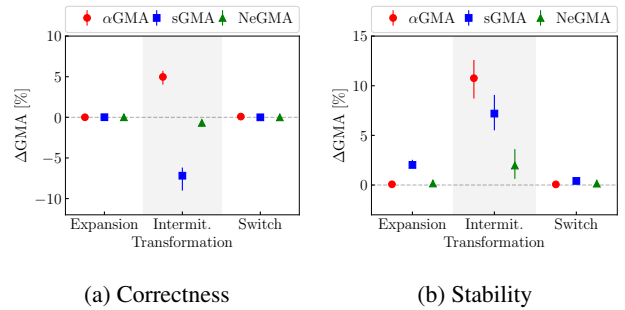 αGMA sGMA NeGMA
ΔGMA [%]
10
5
0
−5
−10
Expansion Intermit. Switch
Transformation
(a) Correctness
αGMA sGMA NeGMA
ΔGMA [%]
15
10
5
0
Expansion Intermit. Switch
Transformation
(b) Stability